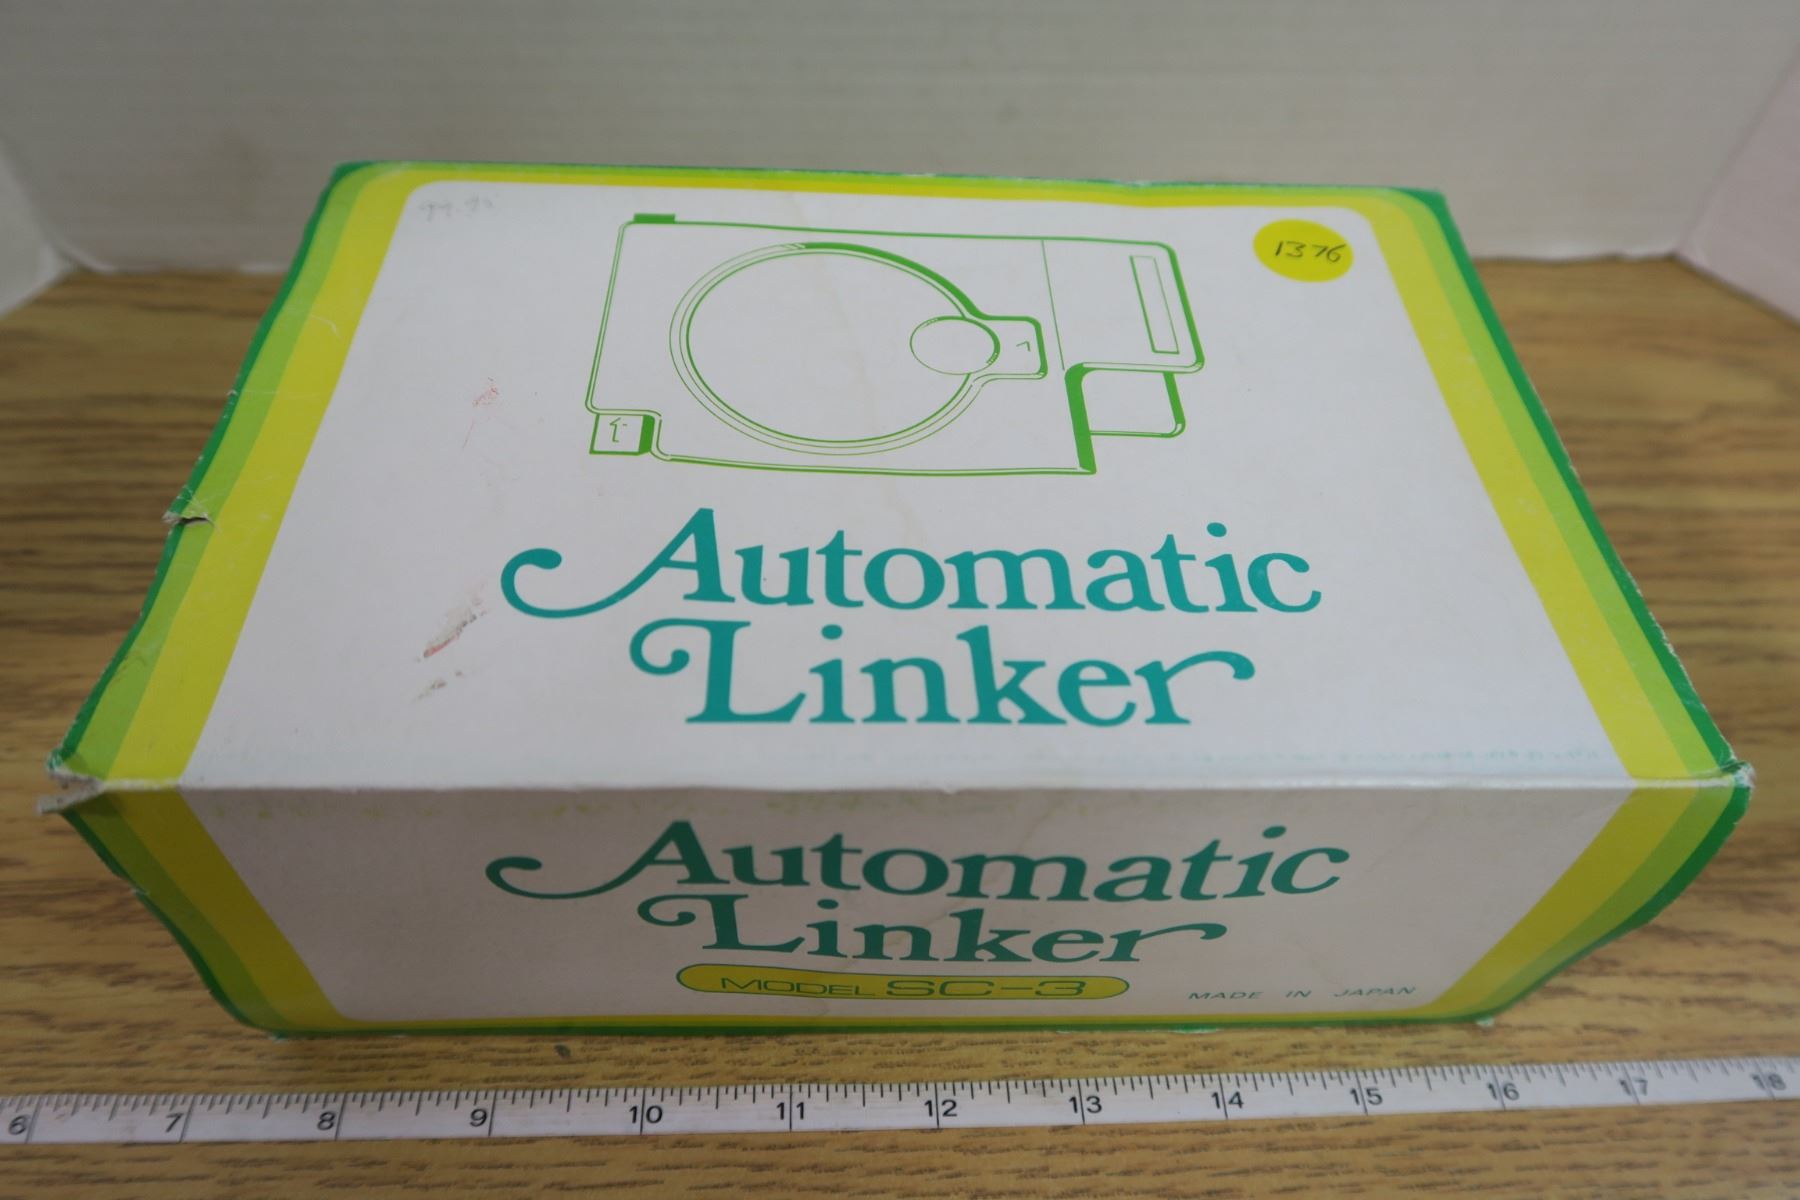 1376
Automatic
Linker
Automatic
Linker
MODEL SC-3
MADE IN JAPAN
6 7 8 9 10 11 12 13 14 15 16 17 18